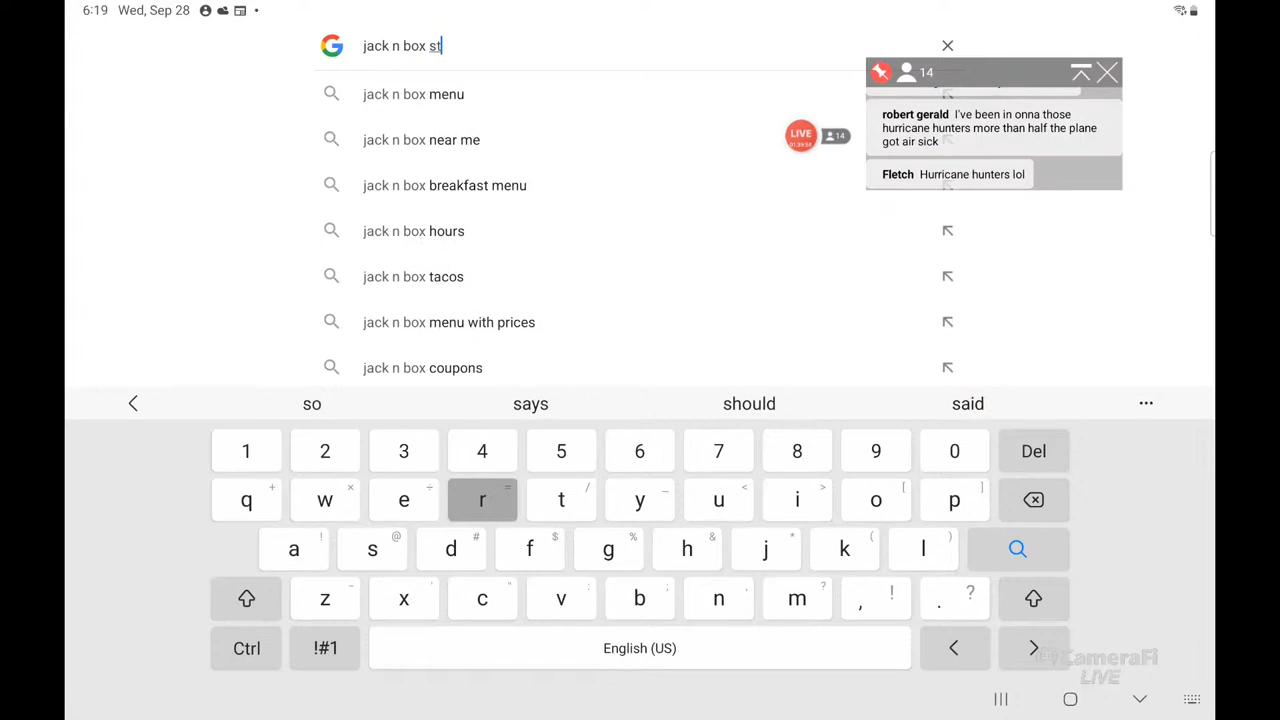 6:19 Wed, Sep 28
jack n box st
14
jack n box menu
robert gerald I've been in onna those
hurricane hunters more than half the plane
got air sick
LIVE
01:39:54
14
jack n box near me
Fletch Hurricane hunters lol
jack n box breakfast menu
jack n box hours
jack n box tacos
jack n box menu with prices
jack n box coupons
so says should said
1 2 3 4 5 6 7 8 9 0 Del
q + w × e ÷ r = t / y _ u < i > o [ p ]
a ! s @ d # f $ g % h & j * k ( l )
z - x ' c " v : b ; n , m ? , ! . ?
Ctrl !#1 English (US) < >
CameraFi
LIVE